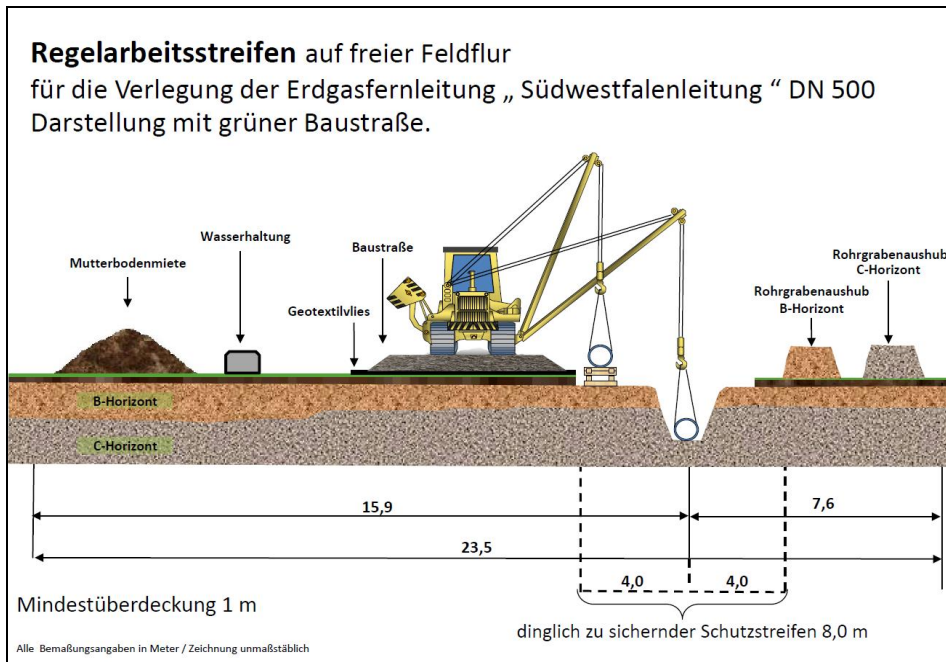 Regelarbeitsstreifen auf freier Feldflur
für die Verlegung der Erdgasfernleitung „ Südwestfalenleitung “ DN 500
Darstellung mit grüner Baustraße.
Mutterbodenmiete
Wasserhaltung
Baustraße
Geotextilvlies
Rohrgrabenaushub
B-Horizont
Rohrgrabenaushub
C-Horizont
B-Horizont
C-Horizont
15,9
7,6
23,5
4,0
4,0
Mindestüberdeckung 1 m
dinglich zu sichernder Schutzstreifen 8,0 m
Alle Bemaßungsangaben in Meter / Zeichnung unmaßstäblich